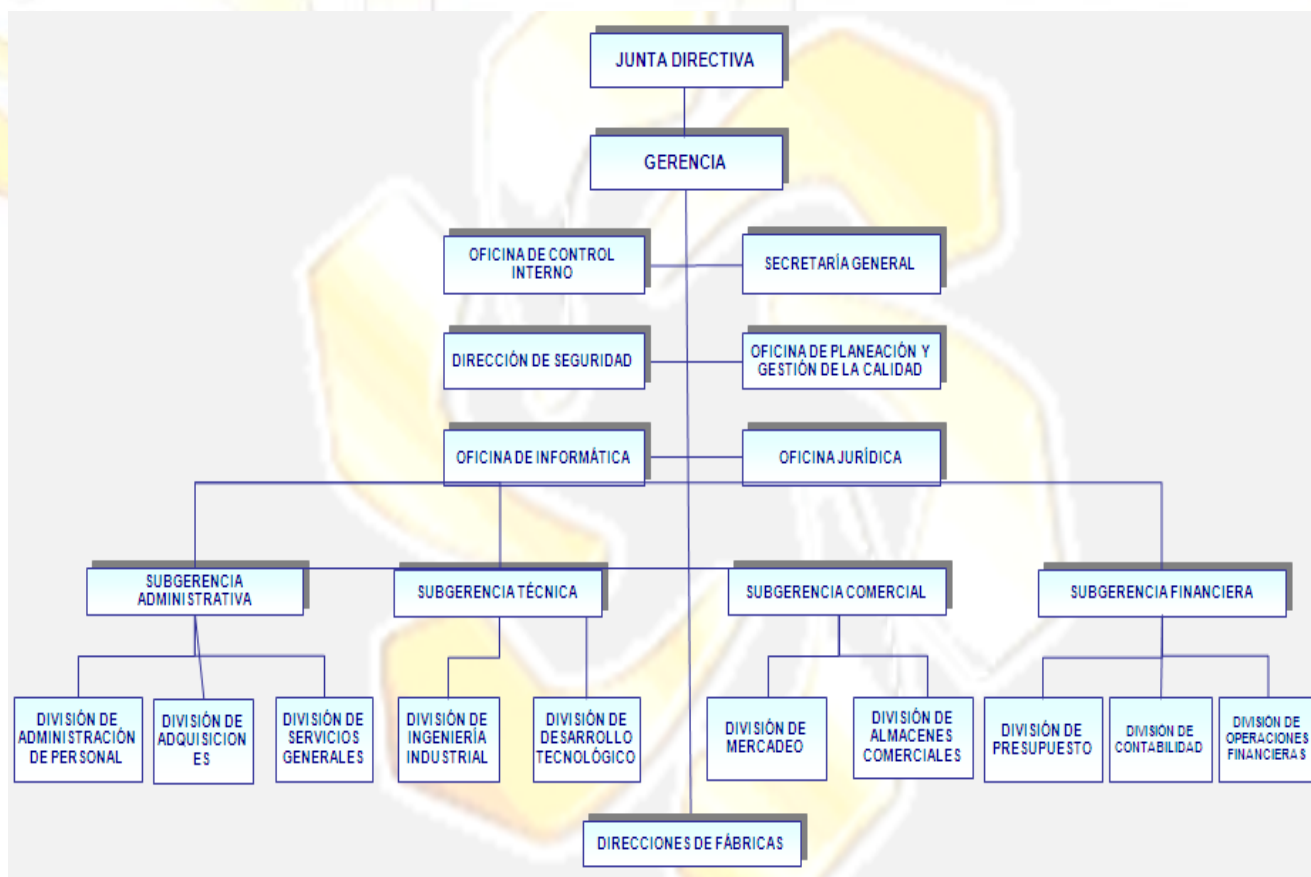 JUNTA DIRECTIVA
GERENCIA
OFICINA DE CONTROL
INTERNO
SECRETARÍA GENERAL
DIRECCIÓN DE SEGURIDAD
OFICINA DE PLANEACIÓN Y
GESTIÓN DE LA CALIDAD
OFICINA DE INFORMÁTICA
OFICINA JURÍDICA
SUBGERENCIA
ADMINISTRATIVA
SUBGERENCIA TÉCNICA
SUBGERENCIA COMERCIAL
SUBGERENCIA FINANCIERA
DIVISIÓN DE
ADMINISTRACIÓN
DE PERSONAL
DIVISIÓN DE
ADQUISICION
ES
DIVISIÓN DE
SERVICIOS
GENERALES
DIVISIÓN DE
INGENIERÍA
INDUSTRIAL
DIVISIÓN DE
DESARROLLO
TECNOLÓGICO
DIVISIÓN DE
MERCADEO
DIVISIÓN DE
ALMACENES
COMERCIALES
DIVISIÓN DE
PRESUPUESTO
DIVISIÓN DE
CONTABILIDAD
DIVISIÓN DE
OPERACIONES
FINANCIERAS
DIRECCIONES DE FÁBRICAS